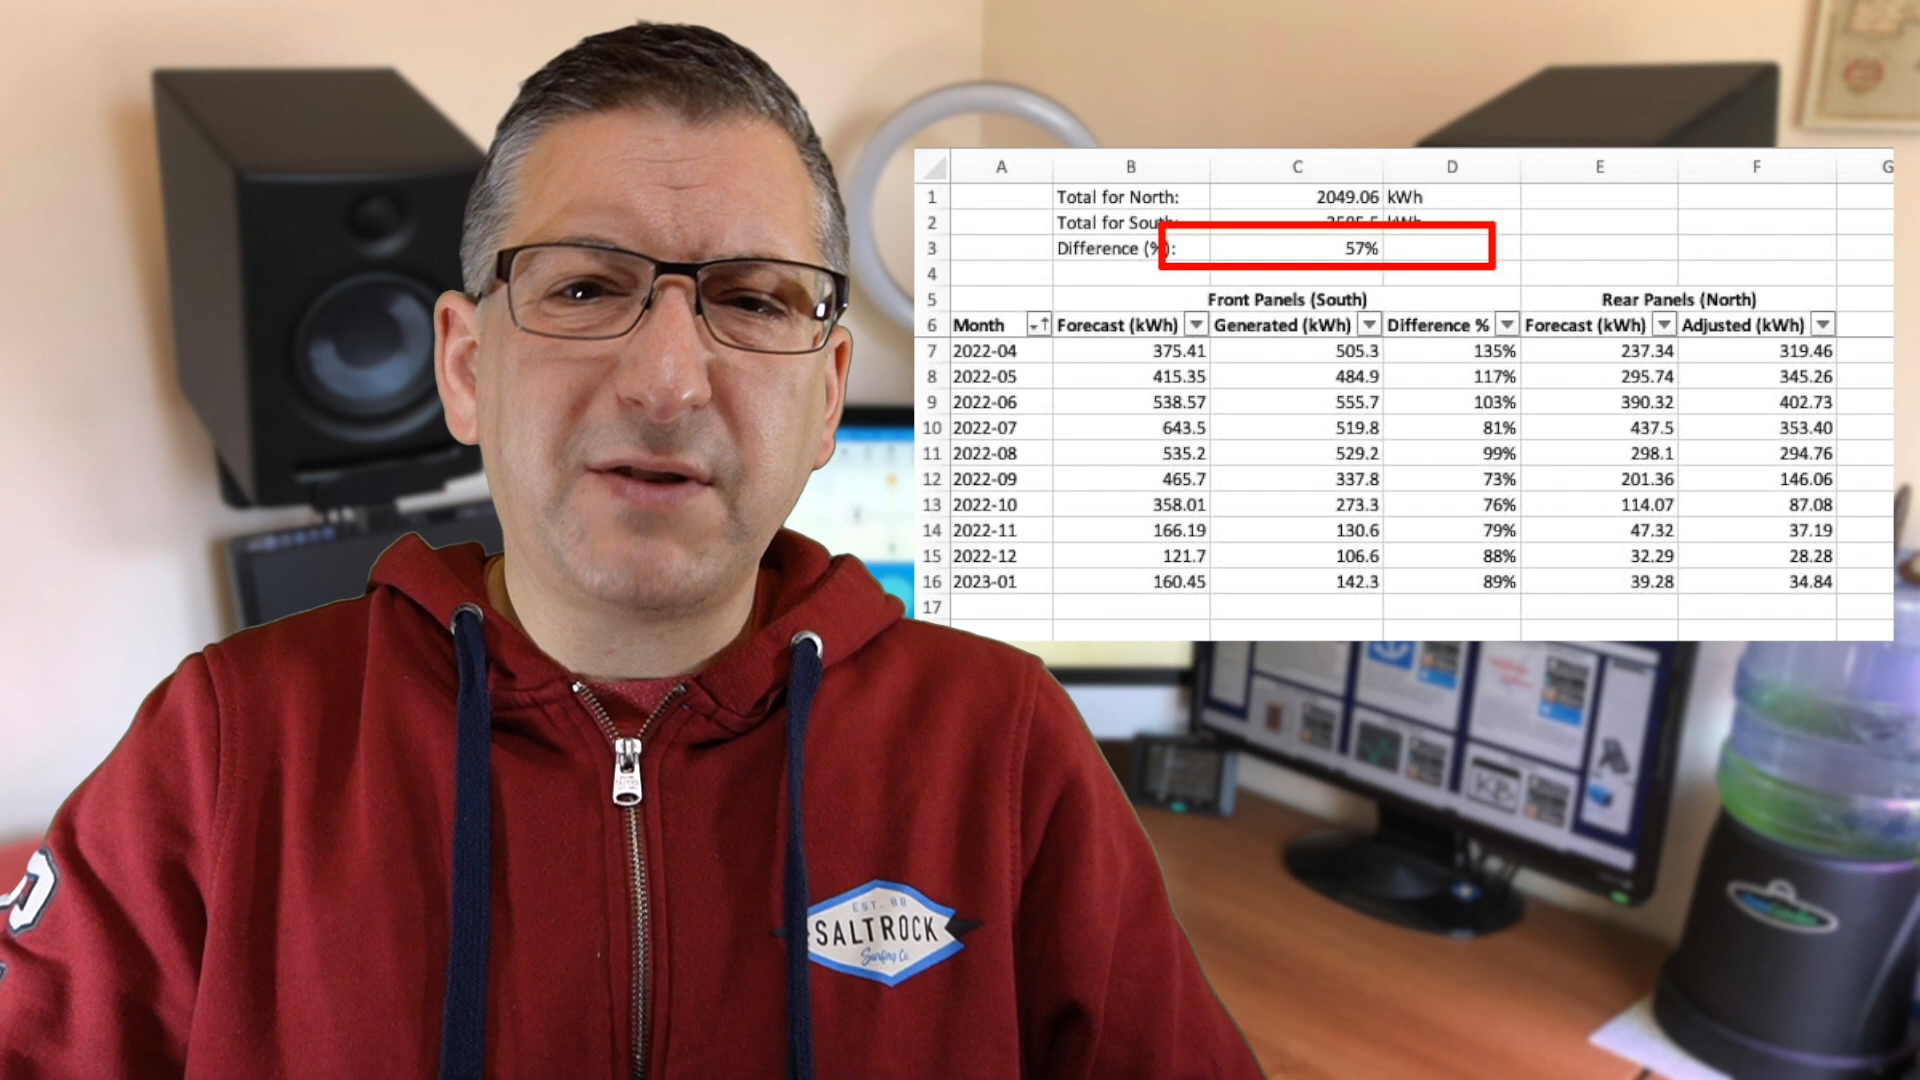 A B C D E F G
1 Total for North: 2049.06 kWh
2 Total for South: 3585.5 kWh
3 Difference (%): 57%
4
5 Front Panels (South) Rear Panels (North)
6 Month Forecast (kWh) Generated (kWh) Difference % Forecast (kWh) Adjusted (kWh)
7 2022-04 375.41 505.3 135% 237.34 319.46
8 2022-05 415.35 484.9 117% 295.74 345.26
9 2022-06 538.57 555.7 103% 390.32 402.73
10 2022-07 643.5 519.8 81% 437.5 353.40
11 2022-08 535.2 529.2 99% 298.1 294.76
12 2022-09 465.7 337.8 73% 201.36 146.06
13 2022-10 358.01 273.3 76% 114.07 87.08
14 2022-11 166.19 130.6 79% 47.32 37.19
15 2022-12 121.7 106.6 88% 32.29 28.28
16 2023-01 160.45 142.3 89% 39.28 34.84
17
EST. 88
SALTROCK
Surfing Co.